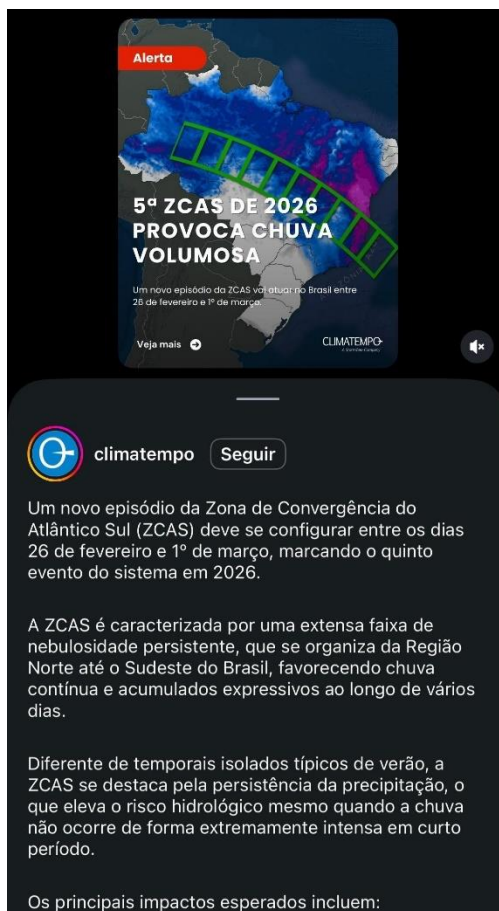 Alerta
5ª ZCAS DE 2026
PROVOCA CHUVA
VOLUMOSA
Um novo episódio da ZCAS vai atuar no Brasil entre
26 de fevereiro e 1º de março.
Veja mais
CLIMATEMPO
climatempo
Seguir
Um novo episódio da Zona de Convergência do
Atlântico Sul (ZCAS) deve se configurar entre os dias
26 de fevereiro e 1º de março, marcando o quinto
evento do sistema em 2026.
A ZCAS é caracterizada por uma extensa faixa de
nebulosidade persistente, que se organiza da Região
Norte até o Sudeste do Brasil, favorecendo chuva
contínua e acumulados expressivos ao longo de vários
dias.
Diferente de temporais isolados típicos de verão, a
ZCAS se destaca pela persistência da precipitação, o
que eleva o risco hidrológico mesmo quando a chuva
não ocorre de forma extremamente intensa em curto
período.
Os principais impactos esperados incluem: